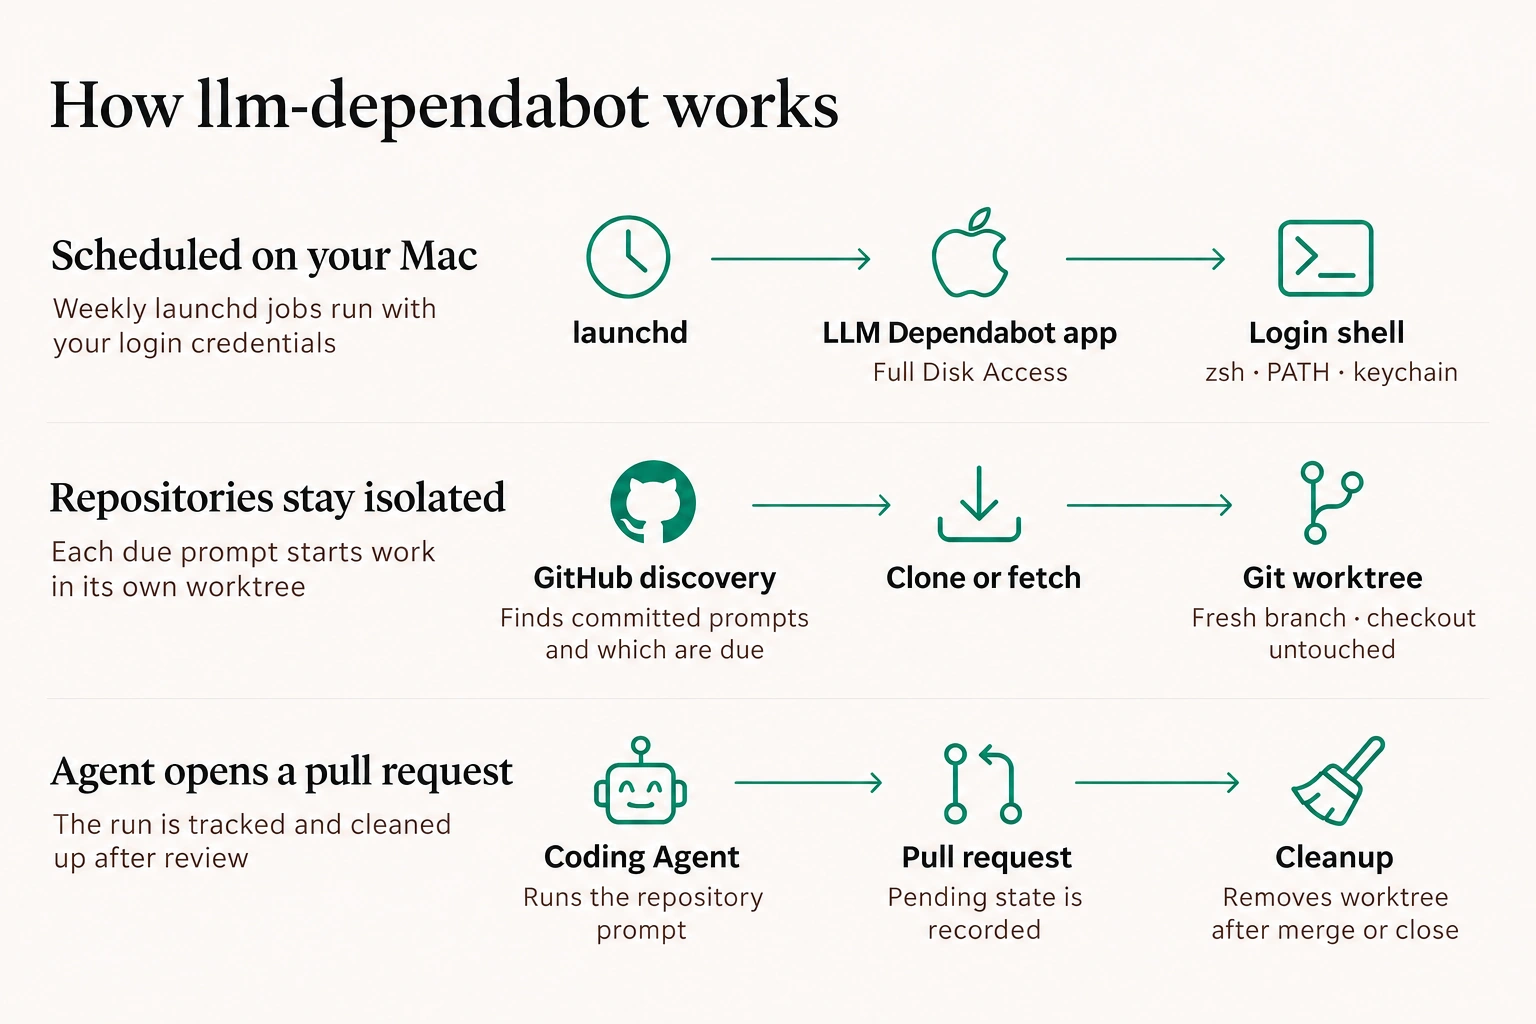 How llm-dependabot works
Scheduled on your Mac
Weekly launchd jobs run with
your login credentials
launchd
LLM Dependabot app
Full Disk Access
Login shell
zsh · PATH · keychain
Repositories stay isolated
Each due prompt starts work
in its own worktree
GitHub discovery
Finds committed prompts
and which are due
Clone or fetch
Git worktree
Fresh branch · checkout
untouched
Agent opens a pull request
The run is tracked and cleaned
up after review
Coding Agent
Runs the repository
prompt
Pull request
Pending state is
recorded
Cleanup
Removes worktree
after merge or close